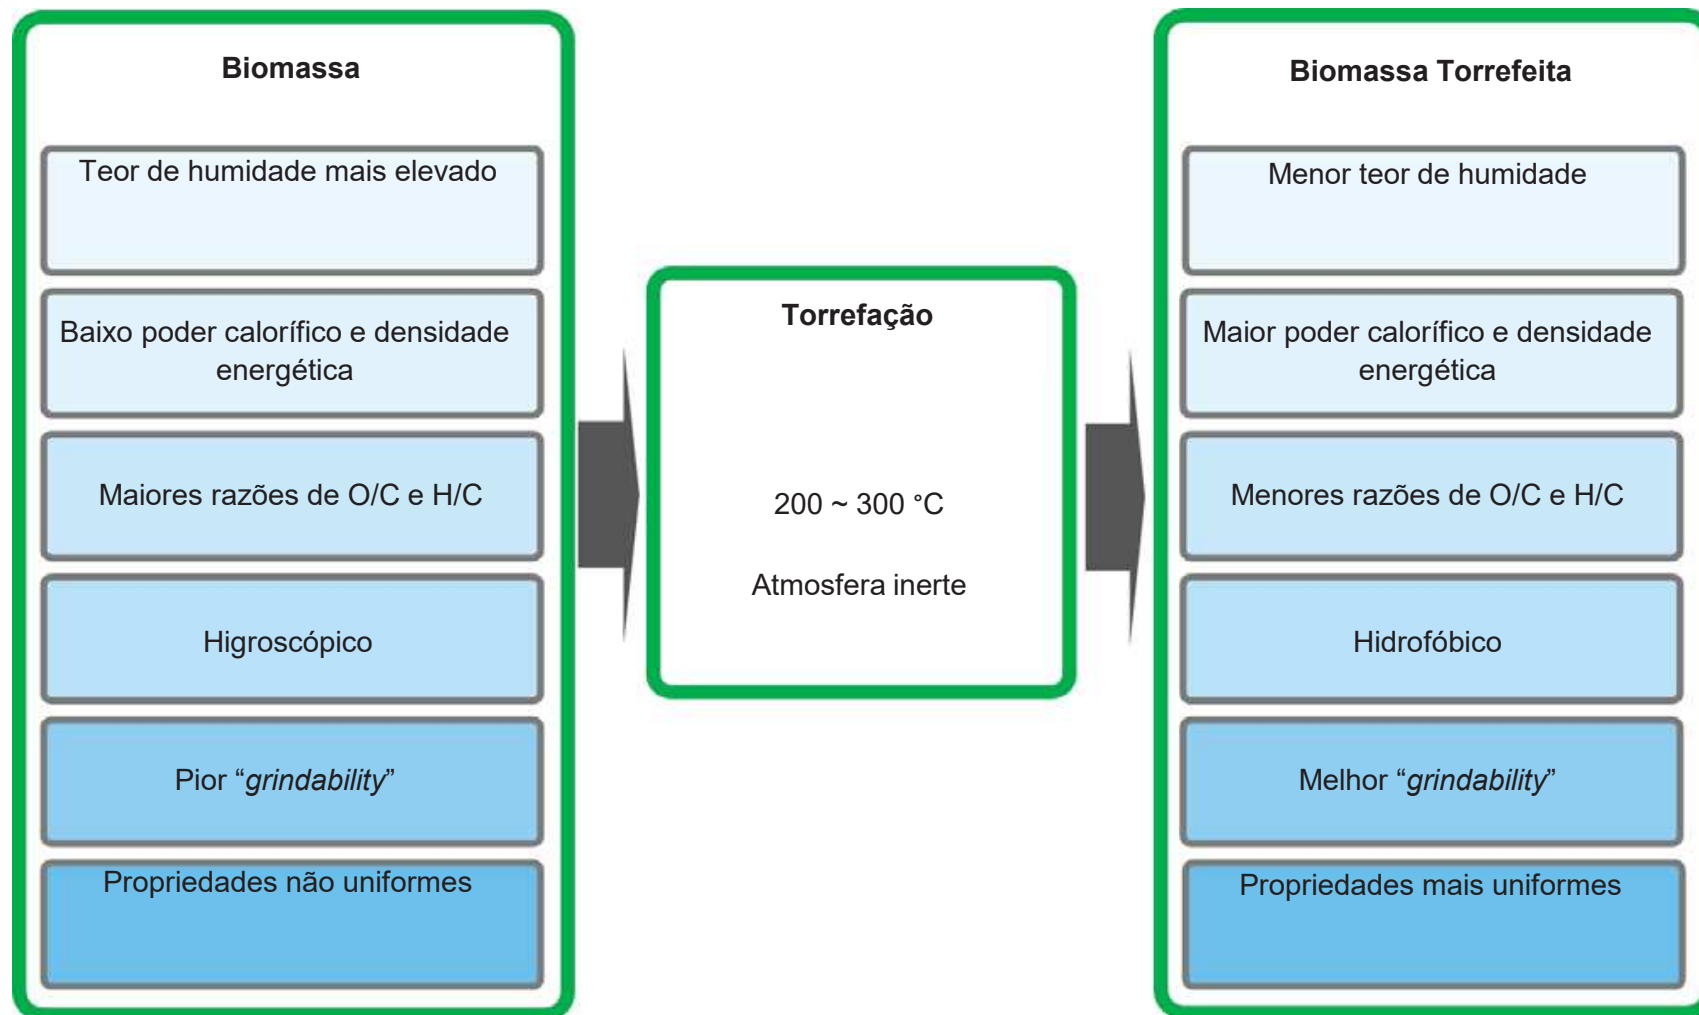 Biomassa
Teor de humidade mais elevado
Baixo poder calorífico e densidade
energética
Maiores razões de O/C e H/C
Higroscópico
Pior “grindability”
Propriedades não uniformes
Torrefação
200 ~ 300 °C
Atmosfera inerte
Biomassa Torrefeita
Menor teor de humidade
Maior poder calorífico e densidade
energética
Menores razões de O/C e H/C
Hidrofóbico
Melhor “grindability”
Propriedades mais uniformes